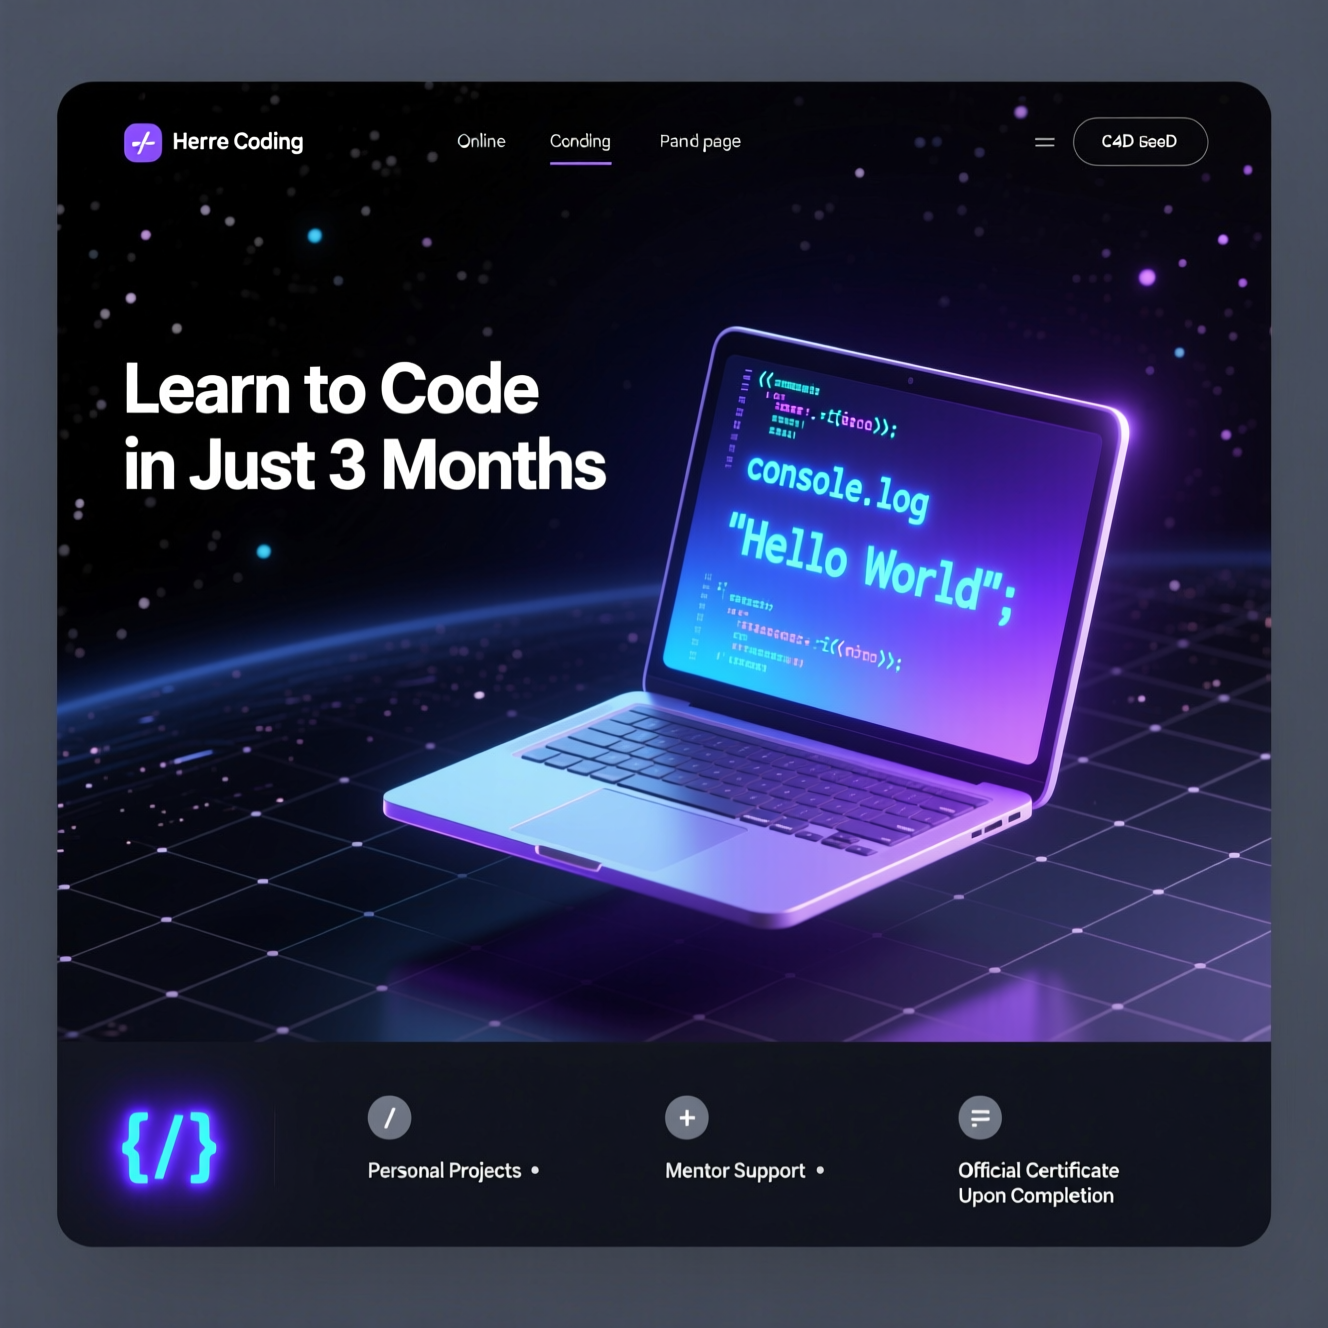 Herre Coding
Online
Conding
Pand page
C4D SeeD
Learn to Code
in Just 3 Months
console.log
"Hello World";
{/}
Personal Projects •
Mentor Support •
Official Certificate
Upon Completion